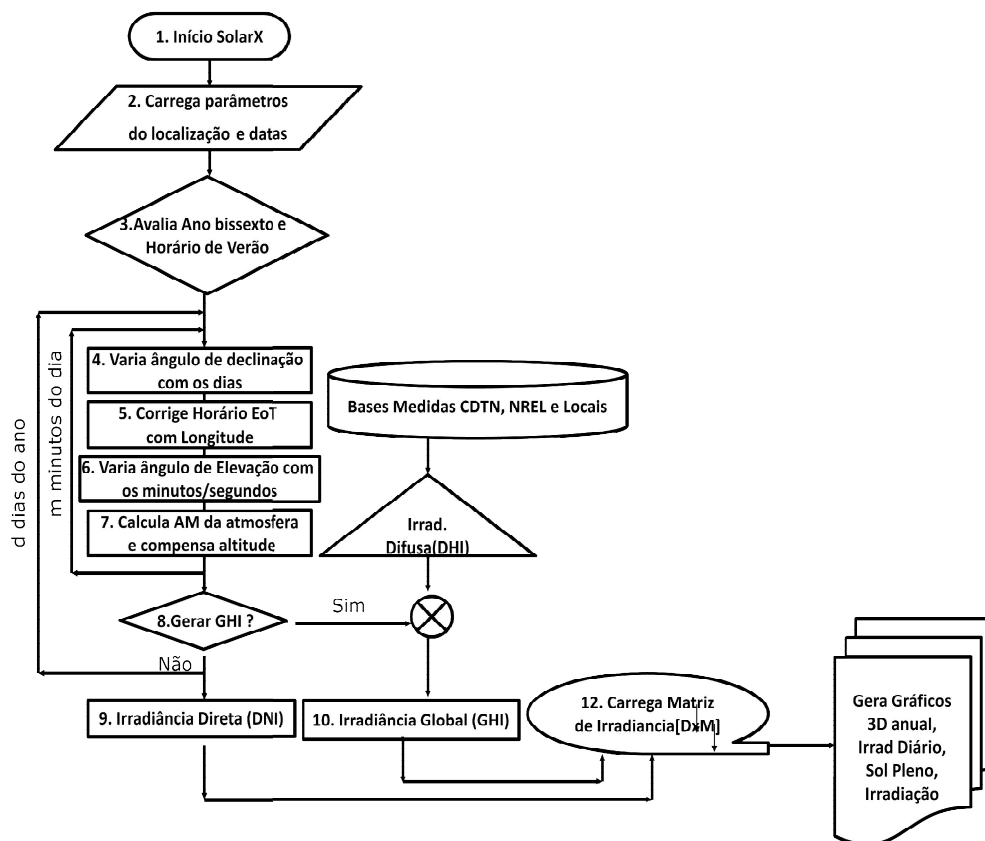 1. Início SolarX
2. Carrega parâmetros
do localização e datas
3.Avalia Ano bissexto e
Horário de Verão
d dias do ano
m minutos do dia
4. Varia ângulo de declinação
com os dias
5. Corrige Horário EoT
com Longitude
6. Varia ângulo de Elevação com
os minutos/segundos
7. Calcula AM da atmosfera
e compensa altitude
Bases Medidas CDTN, NREL e Locais
Irrad.
Difusa(DHI)
8.Gerar GHI ?
Sim
Não
9. Irradiância Direta (DNI)
10. Irradiância Global (GHI)
12. Carrega Matriz
de Irradiancia[DxM]
Gera Gráficos
3D anual,
Irrad Diário,
Sol Pleno,
Irradiação